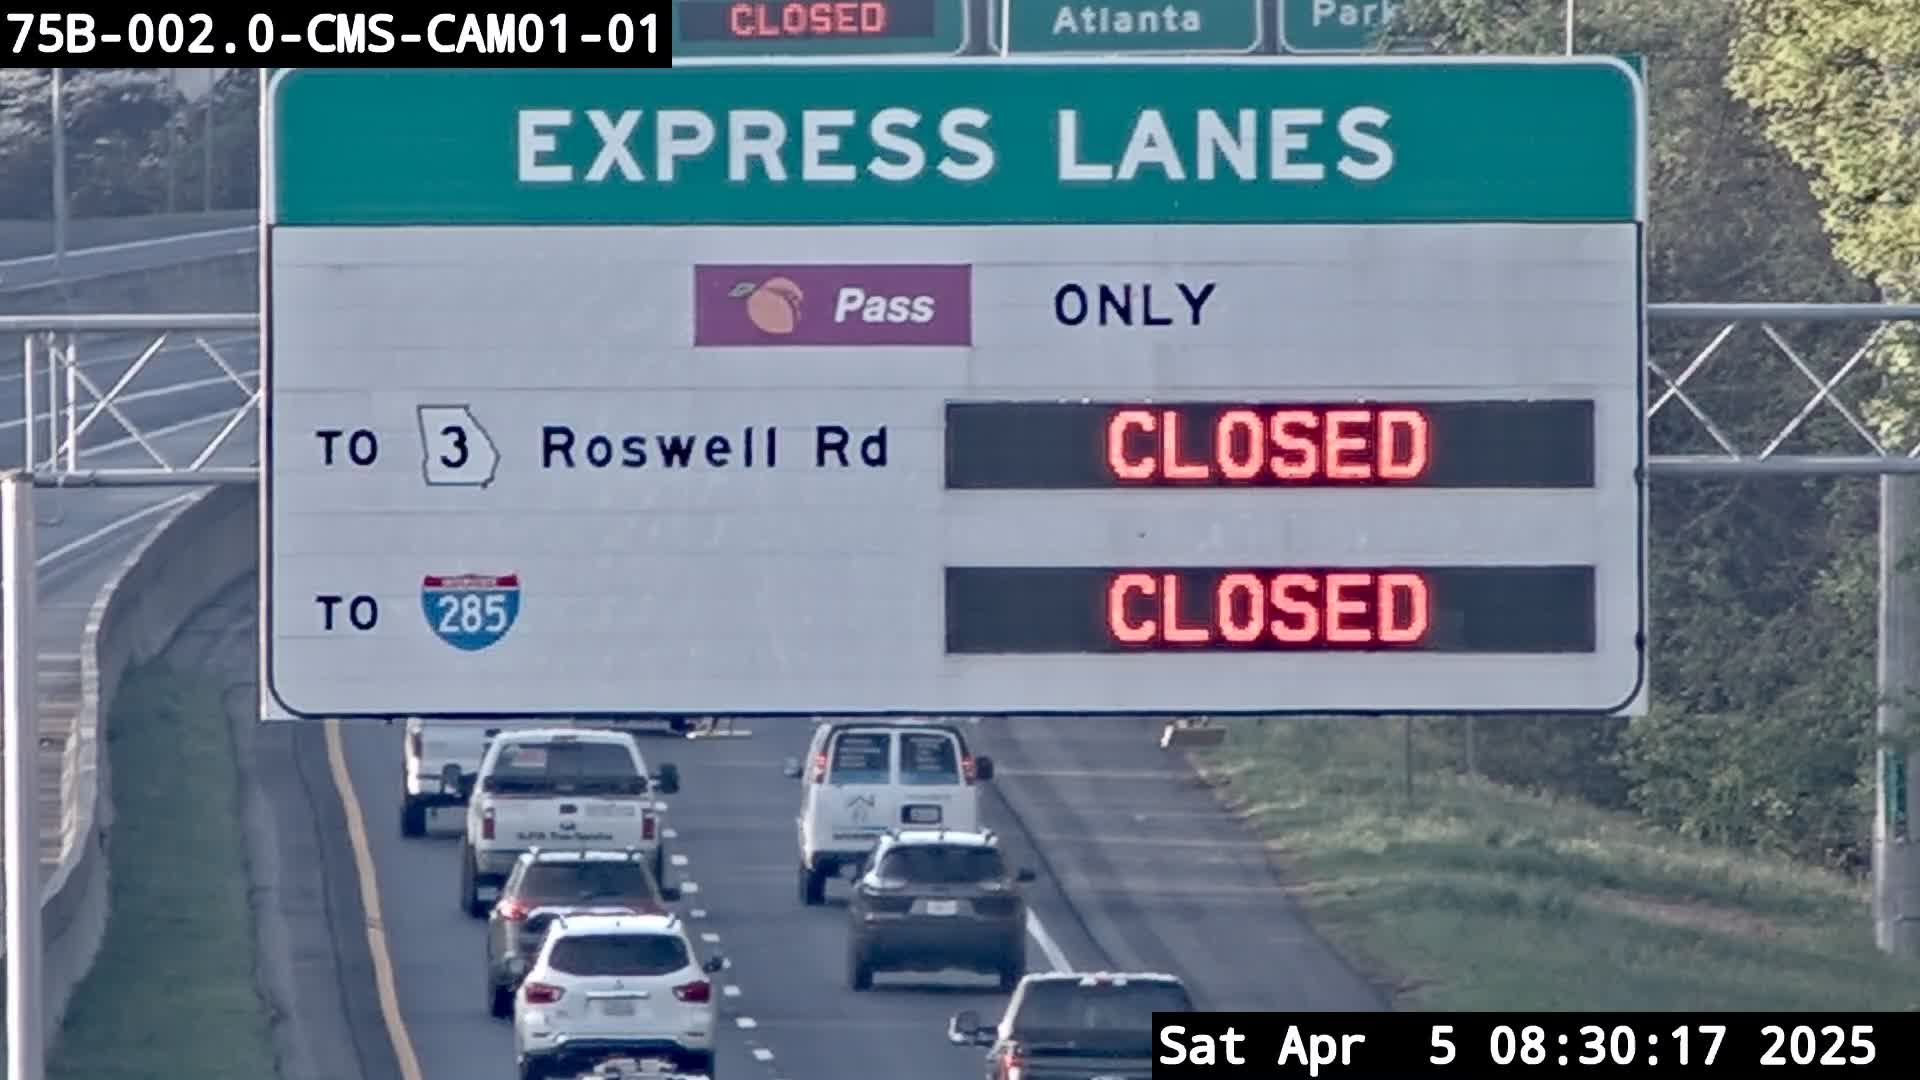 75B-002.0-CMS-CAM01-01
CLOSED
Atlanta
Park
EXPRESS LANES
Pass ONLY
TO 3 Roswell Rd CLOSED
TO 285 CLOSED
Sat Apr 5 08:30:17 2025